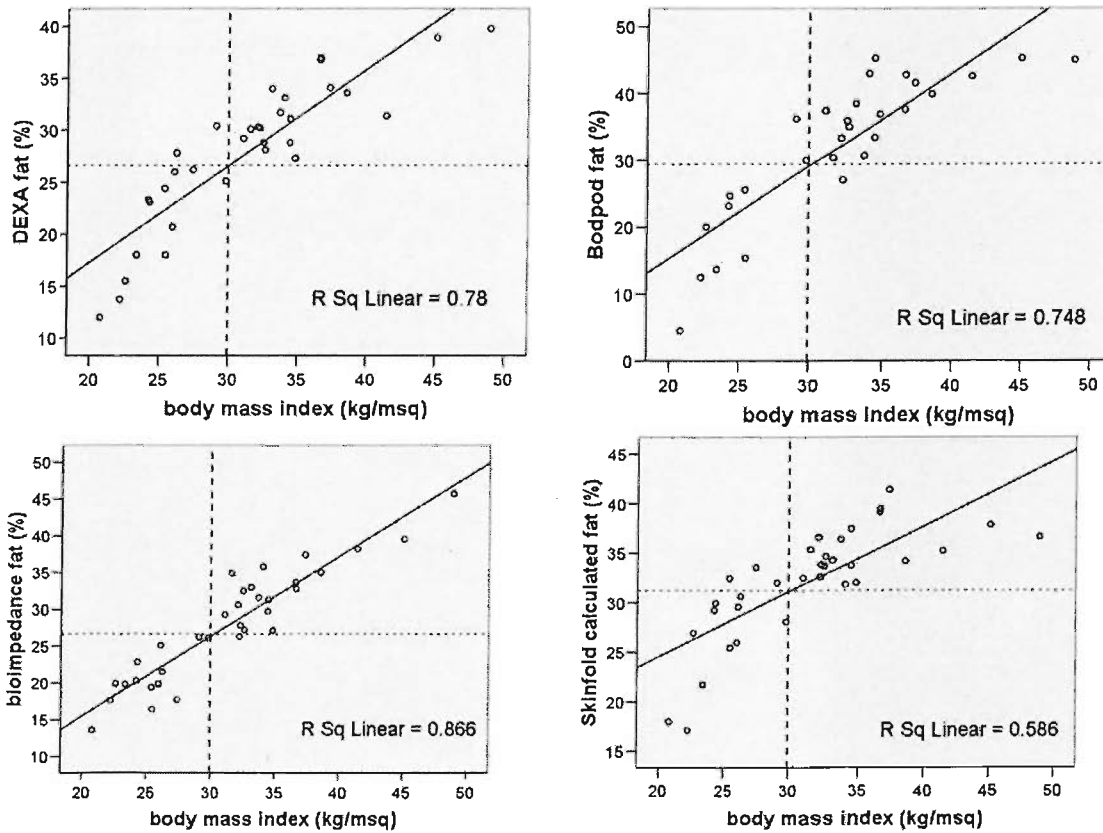 40
35
30
25
20
15
10
DEXA fat (%)
R Sq Linear = 0.78
20 25 30 35 40 45 50
body mass index (kg/msq)
50
40
30
20
10
0
Bodpod fat (%)
R Sq Linear = 0.748
20 25 30 35 40 45 50
body mass index (kg/msq)
50
45
40
35
30
25
20
15
10
bloimpedance fat (%)
R Sq Linear = 0.866
20 25 30 35 40 45 50
body mass index (kg/msq)
45
40
35
30
25
20
15
Skinfold calculated fat (%)
R Sq Linear = 0.586
20 25 30 35 40 45 50
body mass index (kg/msq)